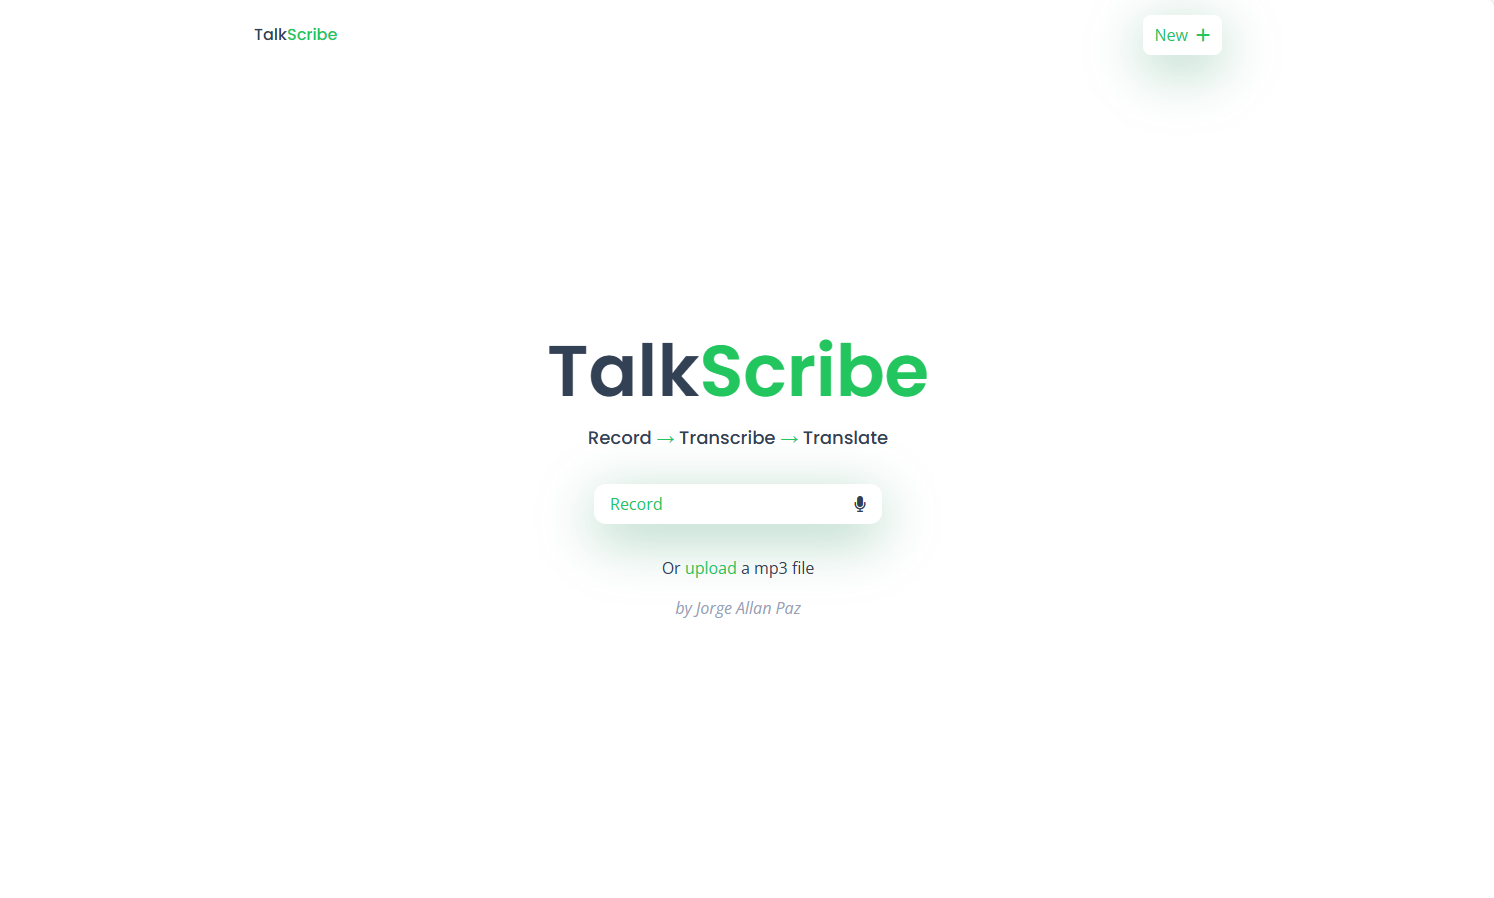 TalkScribe
New +
TalkScribe
Record → Transcribe → Translate
Record
Or upload a mp3 file
by Jorge Allan Paz